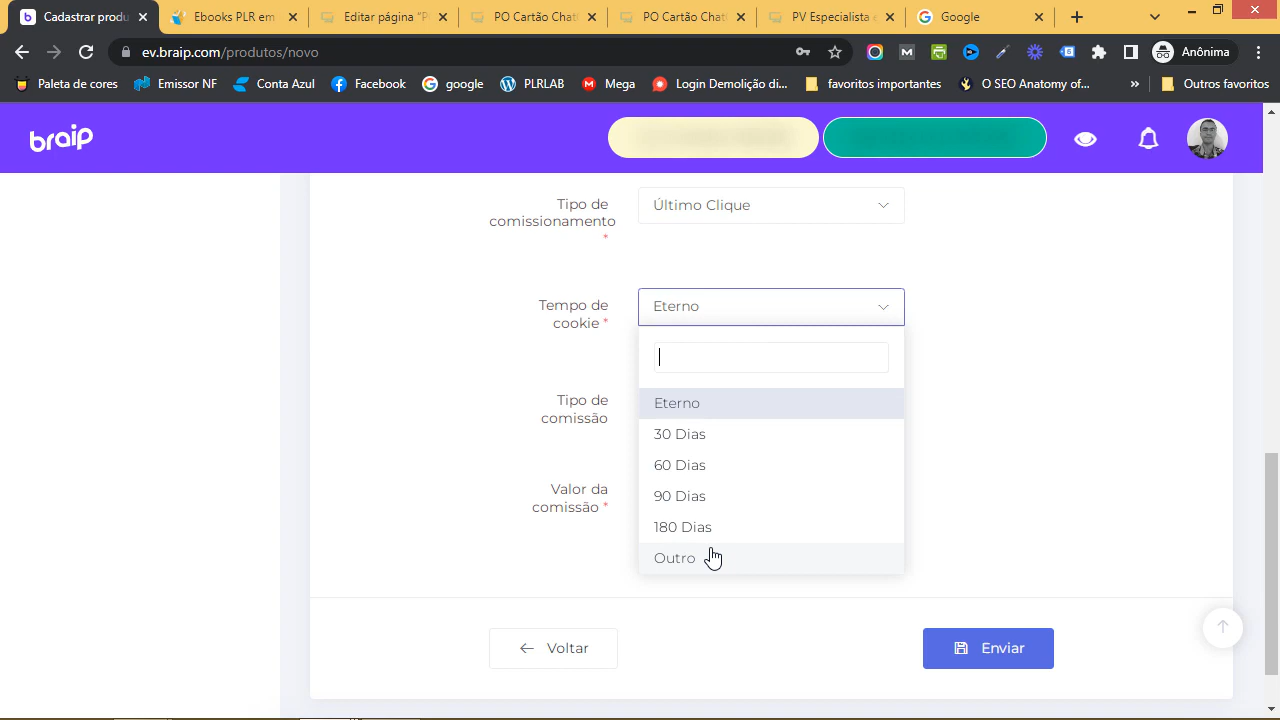 Cadastrar produ
Ebooks PLR em
Editar página "P
PO Cartão Chat
PO Cartão Chat
PV Especialista e
Google
ev.braip.com/produtos/novo
Anônima
Paleta de cores
Emissor NF
Conta Azul
Facebook
google
PLRLAB
Mega
Login Demolição di...
favoritos importantes
O SEO Anatomy of...
»
Outros favoritos
braip
Tipo de
comissionamento
*
Último Clique
Tempo de
cookie *
Eterno
Eterno
30 Dias
60 Dias
90 Dias
180 Dias
Outro
Tipo de
comissão
Valor da
comissão *
Voltar
Enviar